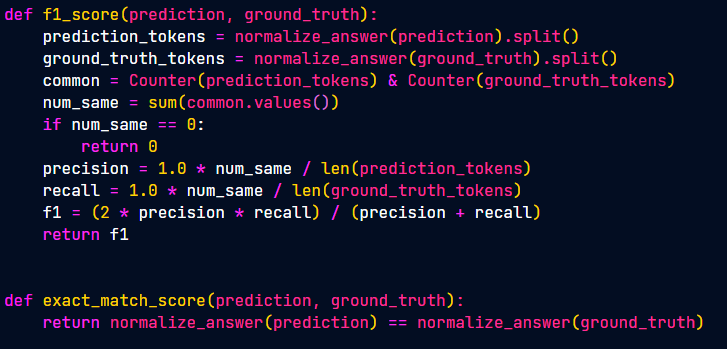 def f1_score(prediction, ground_truth):
    prediction_tokens = normalize_answer(prediction).split()
    ground_truth_tokens = normalize_answer(ground_truth).split()
    common = Counter(prediction_tokens) & Counter(ground_truth_tokens)
    num_same = sum(common.values())
    if num_same == 0:
        return 0
    precision = 1.0 * num_same / len(prediction_tokens)
    recall = 1.0 * num_same / len(ground_truth_tokens)
    f1 = (2 * precision * recall) / (precision + recall)
    return f1

def exact_match_score(prediction, ground_truth):
    return normalize_answer(prediction) == normalize_answer(ground_truth)